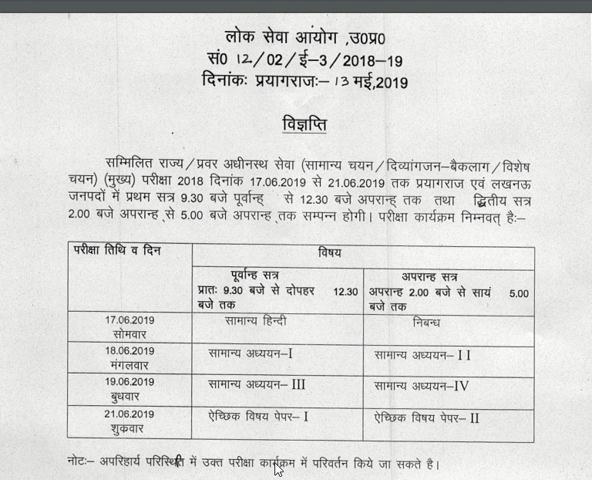 लोक सेवा आयोग ,उ0प्र0
सं0 12/02/ई-3/2018-19
दिनांकः प्रयागराजः- 13 मई,2019
विज्ञप्ति
सम्मिलित राज्य/प्रवर अधीनस्थ सेवा (सामान्य चयन/दिव्यांगजन-बैकलाग/विशेष
चयन) (मुख्य) परीक्षा 2018 दिनांक 17.06.2019 से 21.06.2019 तक प्रयागराज एवं लखनऊ
जनपदों में प्रथम सत्र 9.30 बजे पूर्वान्ह् से 12.30 बजे अपरान्ह् तक तथा द्वितीय सत्र
2.00 बजे अपरान्ह् से 5.00 बजे अपरान्ह् तक सम्पन्न होगी। परीक्षा कार्यक्रम निम्नवत् हैः-
परीक्षा तिथि व दिन विषय
पूर्वान्ह सत्र अपरान्ह सत्र
प्रातः 9.30 बजे से दोपहर 12.30 अपरान्ह 2.00 बजे से सायं 5.00
बजे तक बजे तक
17.06.2019 सामान्य हिन्दी निबन्ध
सोमवार
18.06.2019 सामान्य अध्ययन-I सामान्य अध्ययन- II
मंगलवार
19.06.2019 सामान्य अध्ययन- III सामान्य अध्ययन-IV
बुधवार
21.06.2019 ऐच्छिक विषय पेपर- I ऐच्छिक विषय पेपर- II
शुक्रवार
नोटः- अपरिहार्य परिस्थिति में उक्त परीक्षा कार्यक्रम में परिवर्तन किये जा सकते है।